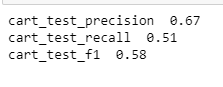 cart_test_precision  0.67
cart_test_recall  0.51
cart_test_f1  0.58